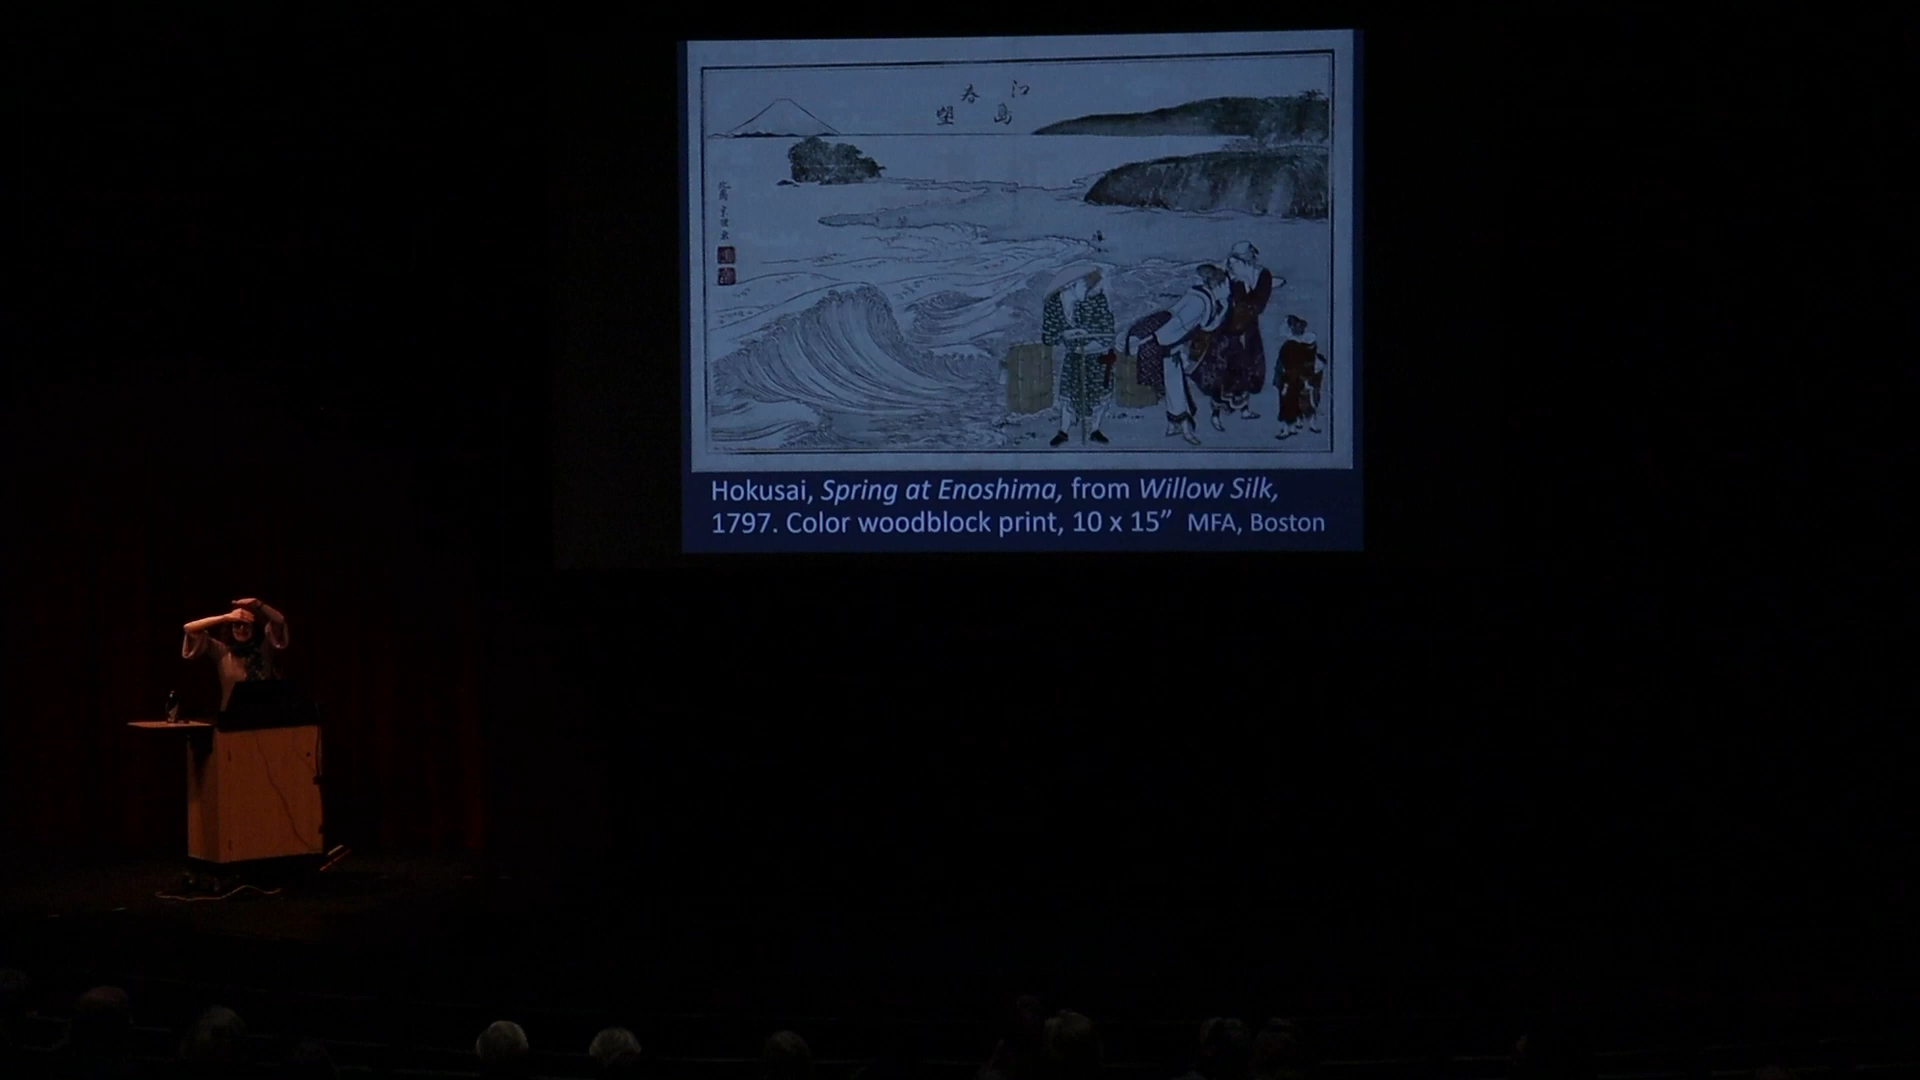 江島
春望
Hokusai, Spring at Enoshima, from Willow Silk,
1797. Color woodblock print, 10 x 15” MFA, Boston